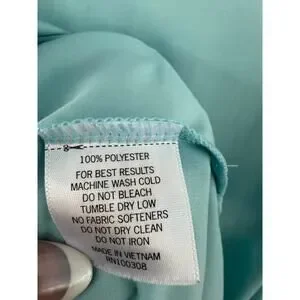 100% POLYESTER
FOR BEST RESULTS
MACHINE WASH COLD
DO NOT BLEACH
TUMBLE DRY LOW
NO FABRIC SOFTENERS
DO NOT DRY CLEAN
DO NOT IRON
MADE IN VIETNAM
RN100308